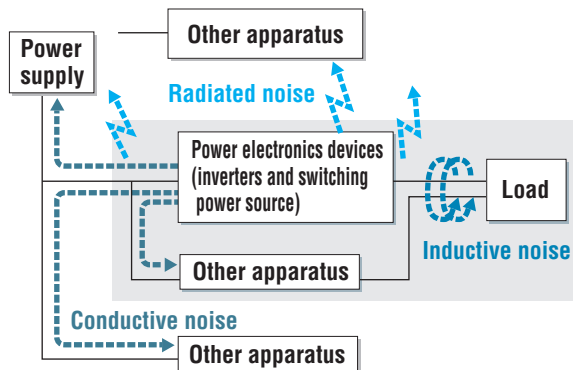 Other apparatus
Power
supply
Radiated noise
Power electronics devices
(inverters and switching
power source)
Load
Inductive noise
Other apparatus
Conductive noise
Other apparatus